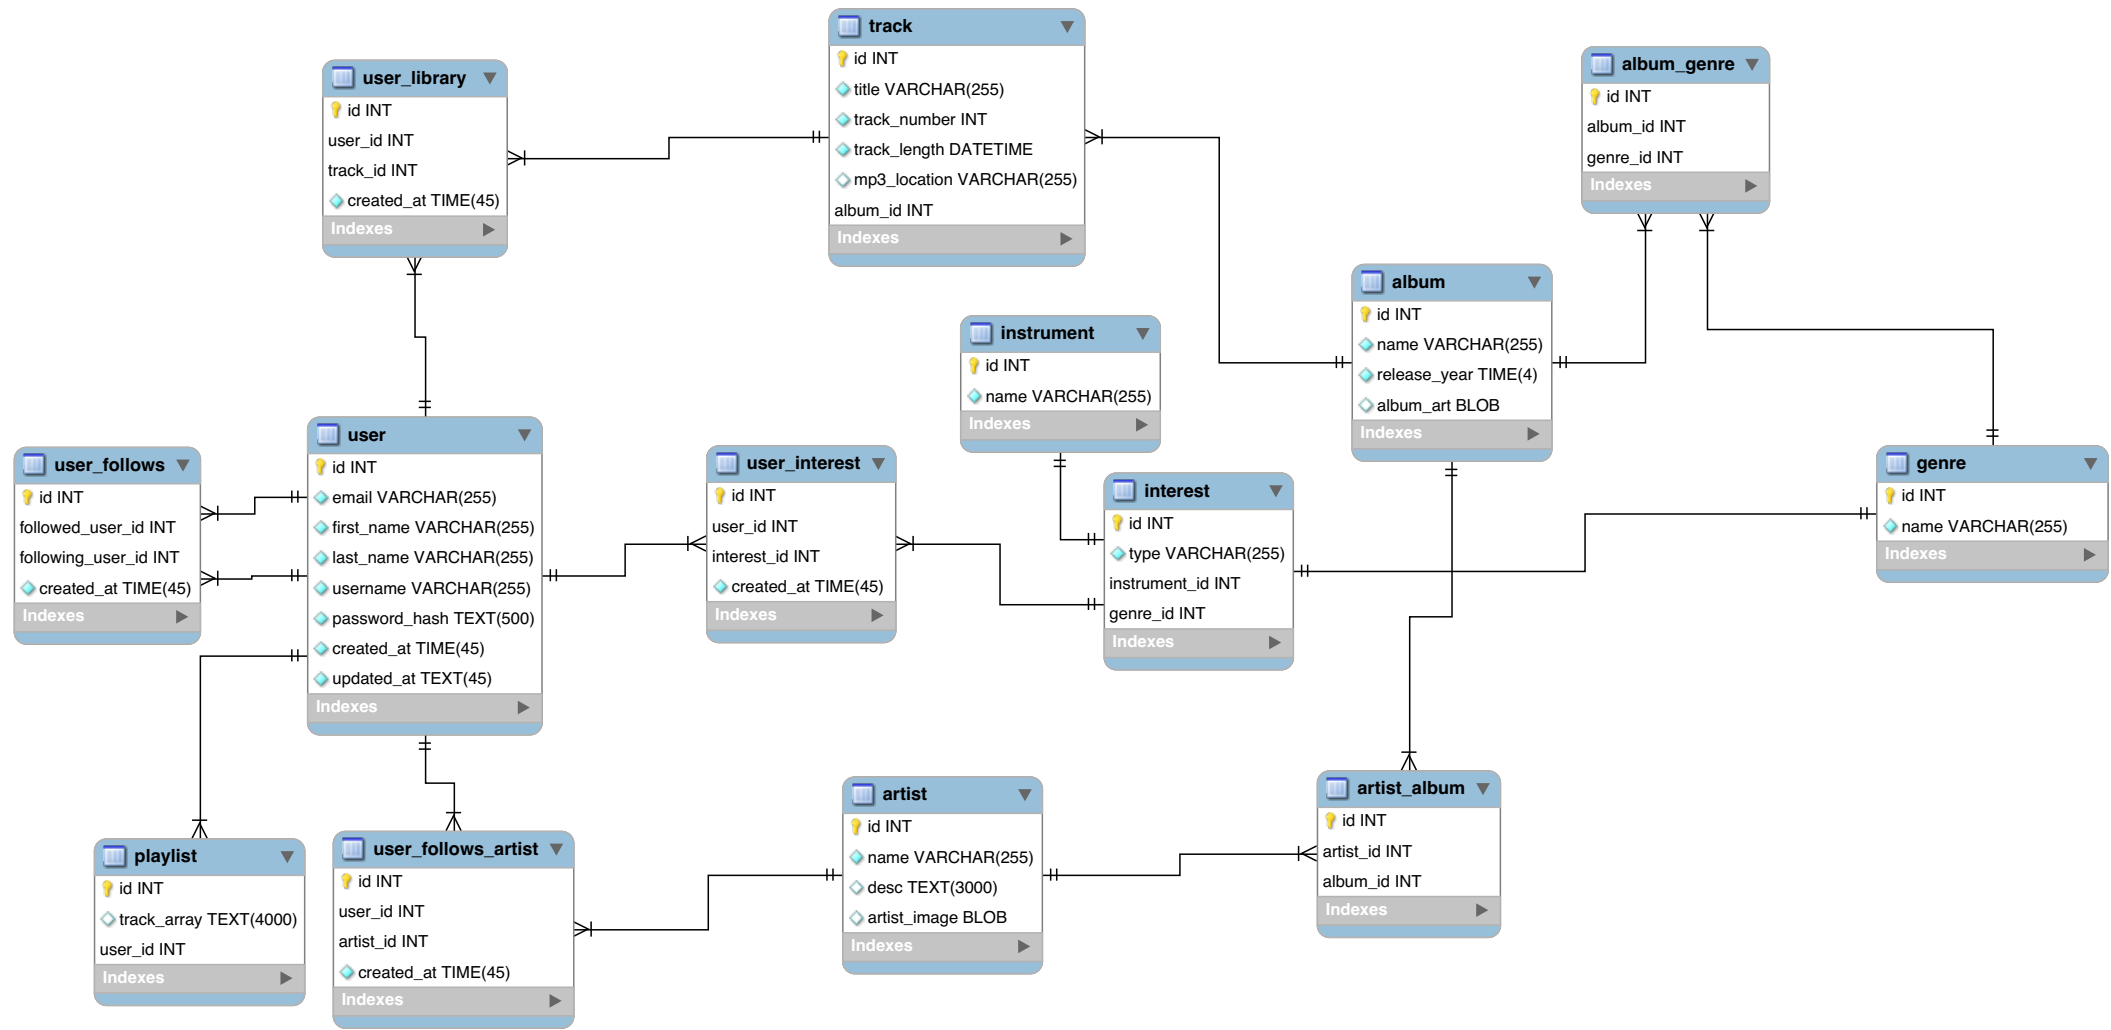 track
id INT
title VARCHAR(255)
track_number INT
track_length DATETIME
mp3_location VARCHAR(255)
album_id INT
Indexes
user_library
id INT
user_id INT
track_id INT
created_at TIME(45)
Indexes
album_genre
id INT
album_id INT
genre_id INT
Indexes
album
id INT
name VARCHAR(255)
release_year TIME(4)
album_art BLOB
Indexes
instrument
id INT
name VARCHAR(255)
Indexes
user
id INT
email VARCHAR(255)
first_name VARCHAR(255)
last_name VARCHAR(255)
username VARCHAR(255)
password_hash TEXT(500)
created_at TIME(45)
updated_at TEXT(45)
Indexes
user_follows
id INT
followed_user_id INT
following_user_id INT
created_at TIME(45)
Indexes
user_interest
id INT
user_id INT
interest_id INT
created_at TIME(45)
Indexes
interest
id INT
type VARCHAR(255)
instrument_id INT
genre_id INT
Indexes
genre
id INT
name VARCHAR(255)
Indexes
playlist
id INT
track_array TEXT(4000)
user_id INT
Indexes
user_follows_artist
id INT
user_id INT
artist_id INT
created_at TIME(45)
Indexes
artist
id INT
name VARCHAR(255)
desc TEXT(3000)
artist_image BLOB
Indexes
artist_album
id INT
artist_id INT
album_id INT
Indexes